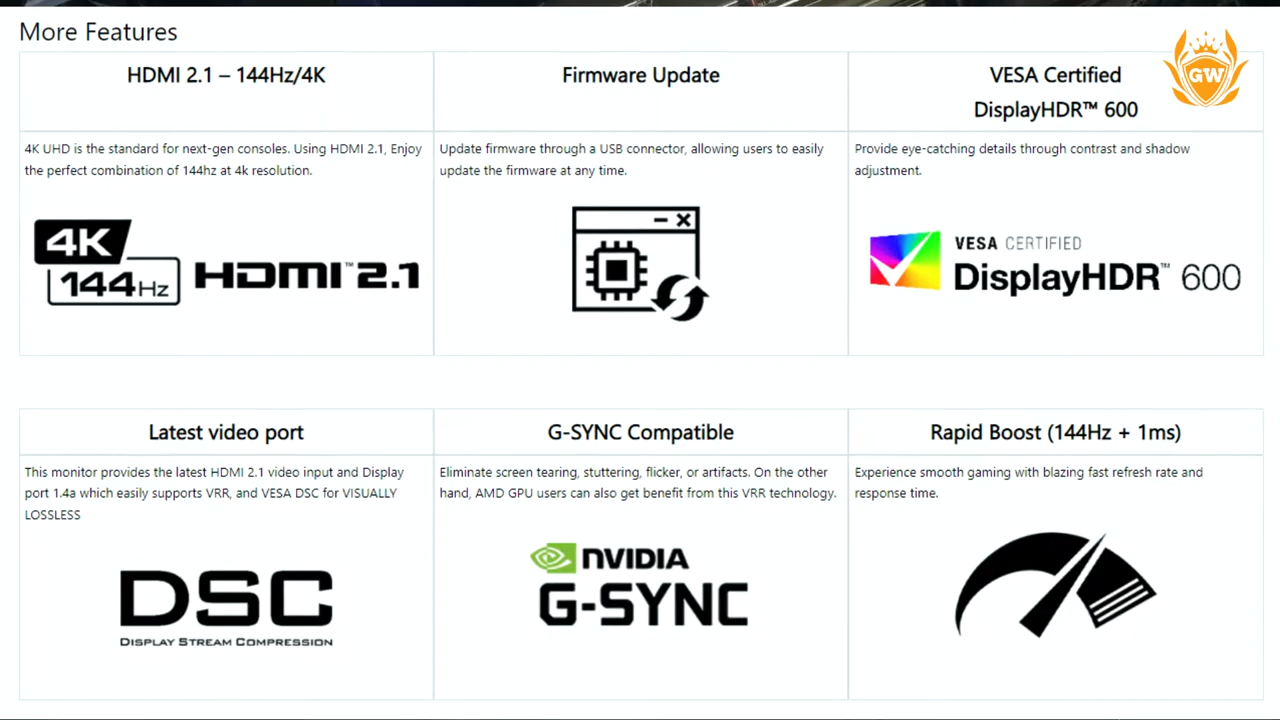 More Features
GW
HDMI 2.1 – 144Hz/4K
4K UHD is the standard for next-gen consoles. Using HDMI 2.1, Enjoy
the perfect combination of 144hz at 4k resolution.
4K
144Hz
HDMI™ 2.1
Firmware Update
Update firmware through a USB connector, allowing users to easily
update the firmware at any time.
VESA Certified
DisplayHDR™ 600
Provide eye-catching details through contrast and shadow
adjustment.
VESA CERTIFIED
DisplayHDR™ 600
Latest video port
This monitor provides the latest HDMI 2.1 video input and Display
port 1.4a which easily supports VRR, and VESA DSC for VISUALLY
LOSSLESS
DSC
DISPLAY STREAM COMPRESSION
G-SYNC Compatible
Eliminate screen tearing, stuttering, flicker, or artifacts. On the other
hand, AMD GPU users can also get benefit from this VRR technology.
NVIDIA
G-SYNC
Rapid Boost (144Hz + 1ms)
Experience smooth gaming with blazing fast refresh rate and
response time.